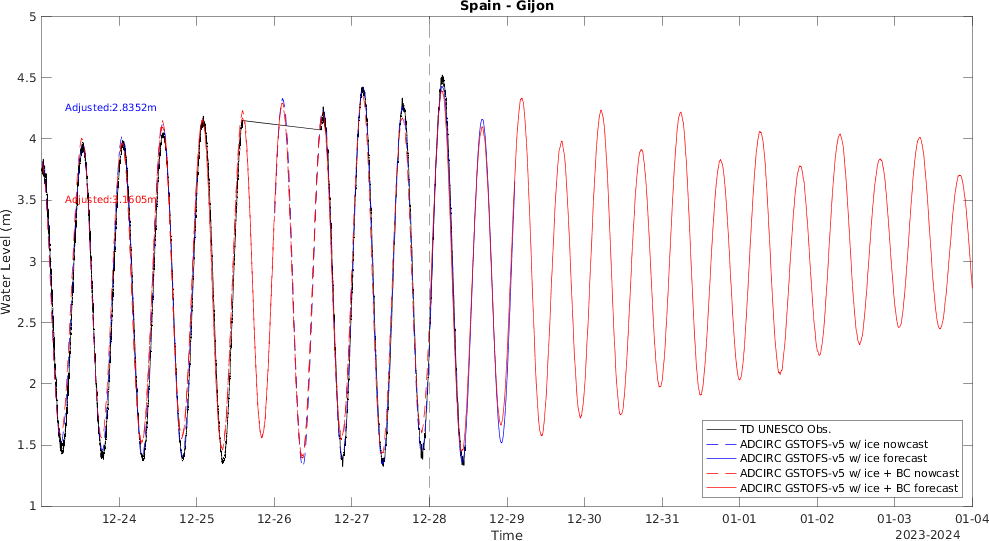 Spain - Gijon
5
4.5
4
3.5
3
2.5
2
1.5
1
Water Level (m)
Adjusted:2.8352m
Adjusted:3.1605m
TD UNESCO Obs.
ADCIRC GSTOFS-v5 w/ ice nowcast
ADCIRC GSTOFS-v5 w/ ice forecast
ADCIRC GSTOFS-v5 w/ ice + BC nowcast
ADCIRC GSTOFS-v5 w/ ice + BC forecast
12-24 12-25 12-26 12-27 12-28 12-29 12-30 12-31 01-01 01-02 01-03 01-04
Time
2023-2024